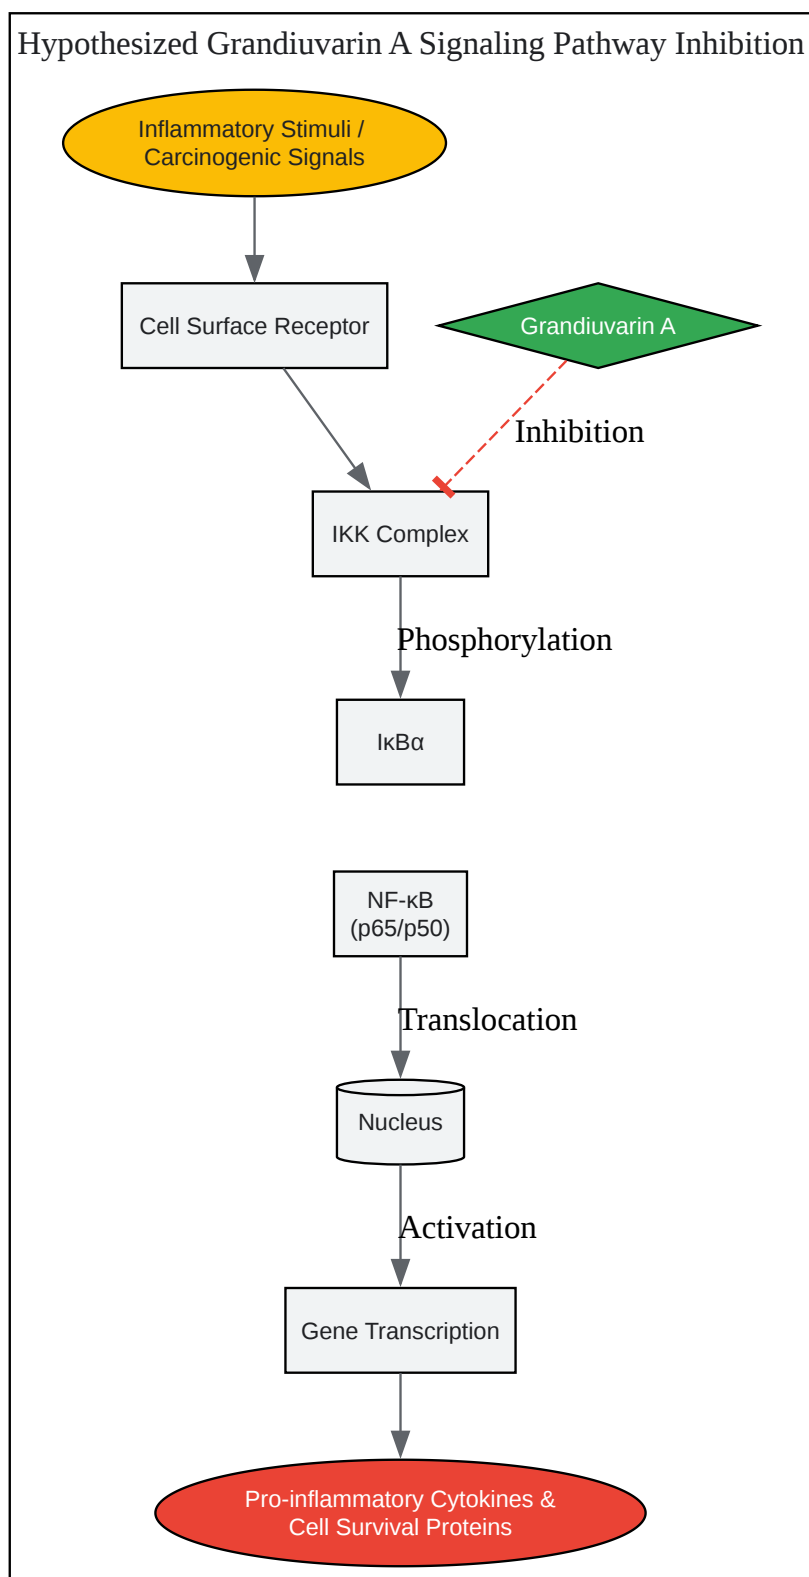 Hypothesized Grandiuvarin A Signaling Pathway Inhibition
Inflammatory Stimuli /
Carcinogenic Signals
Cell Surface Receptor
Grandiuvarin A
Inhibition
IKK Complex
Phosphorylation
IκBα
NF-κB
(p65/p50)
Translocation
Nucleus
Activation
Gene Transcription
Pro-inflammatory Cytokines &
Cell Survival Proteins